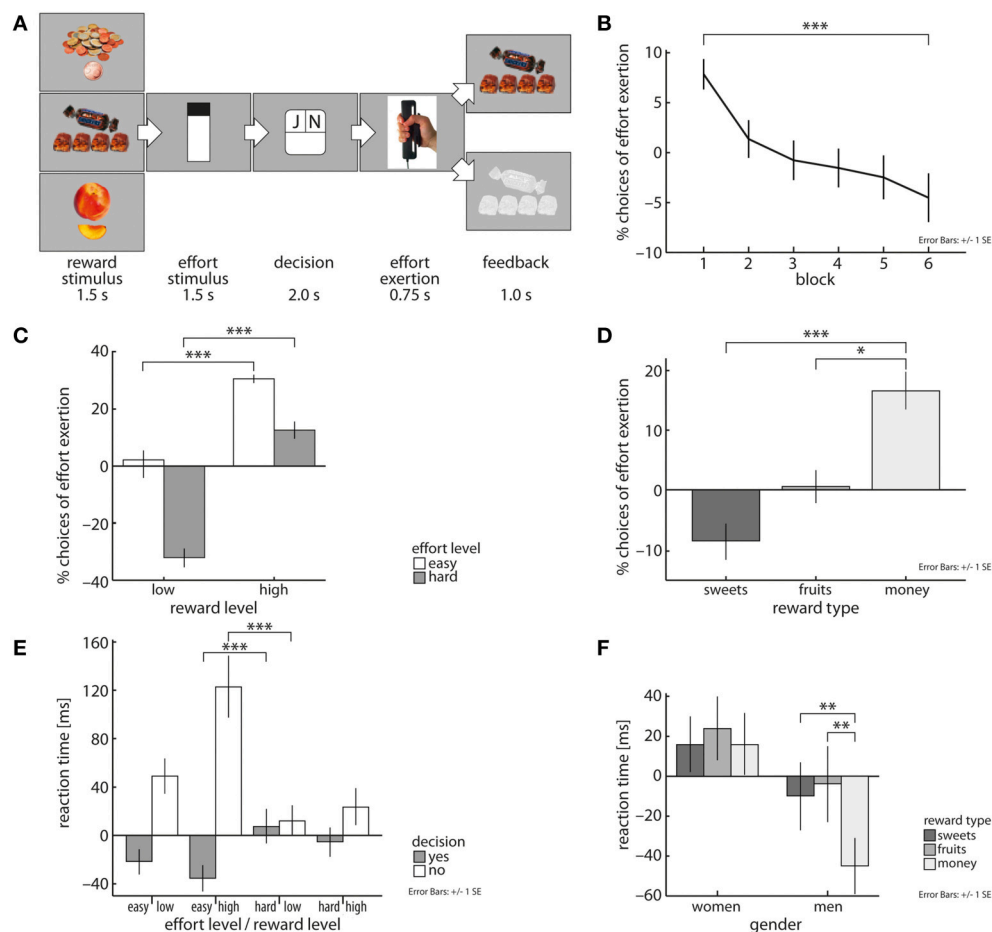 A
J N
reward
stimulus
1.5 s
effort
stimulus
1.5 s
decision
2.0 s
effort
exertion
0.75 s
feedback
1.0 s
B
% choices of effort exertion
10
5
0
−5
−10
***
1 2 3 4 5 6
block
Error Bars: +/- 1 SE
C
% choices of effort exertion
40
20
0
−20
−40
***
***
low high
reward level
effort level
easy
hard
D
% choices of effort exertion
20
10
0
−10
***
*
sweets fruits money
reward type
Error Bars: +/- 1 SE
E
reaction time [ms]
160
120
80
40
0
−40
***
***
easy low easy high hard low hard high
effort level / reward level
decision
yes
no
Error Bars: +/- 1 SE
F
reaction time [ms]
40
20
0
−20
−40
−60
**
**
women men
gender
reward type
sweets
fruits
money
Error Bars: +/- 1 SE